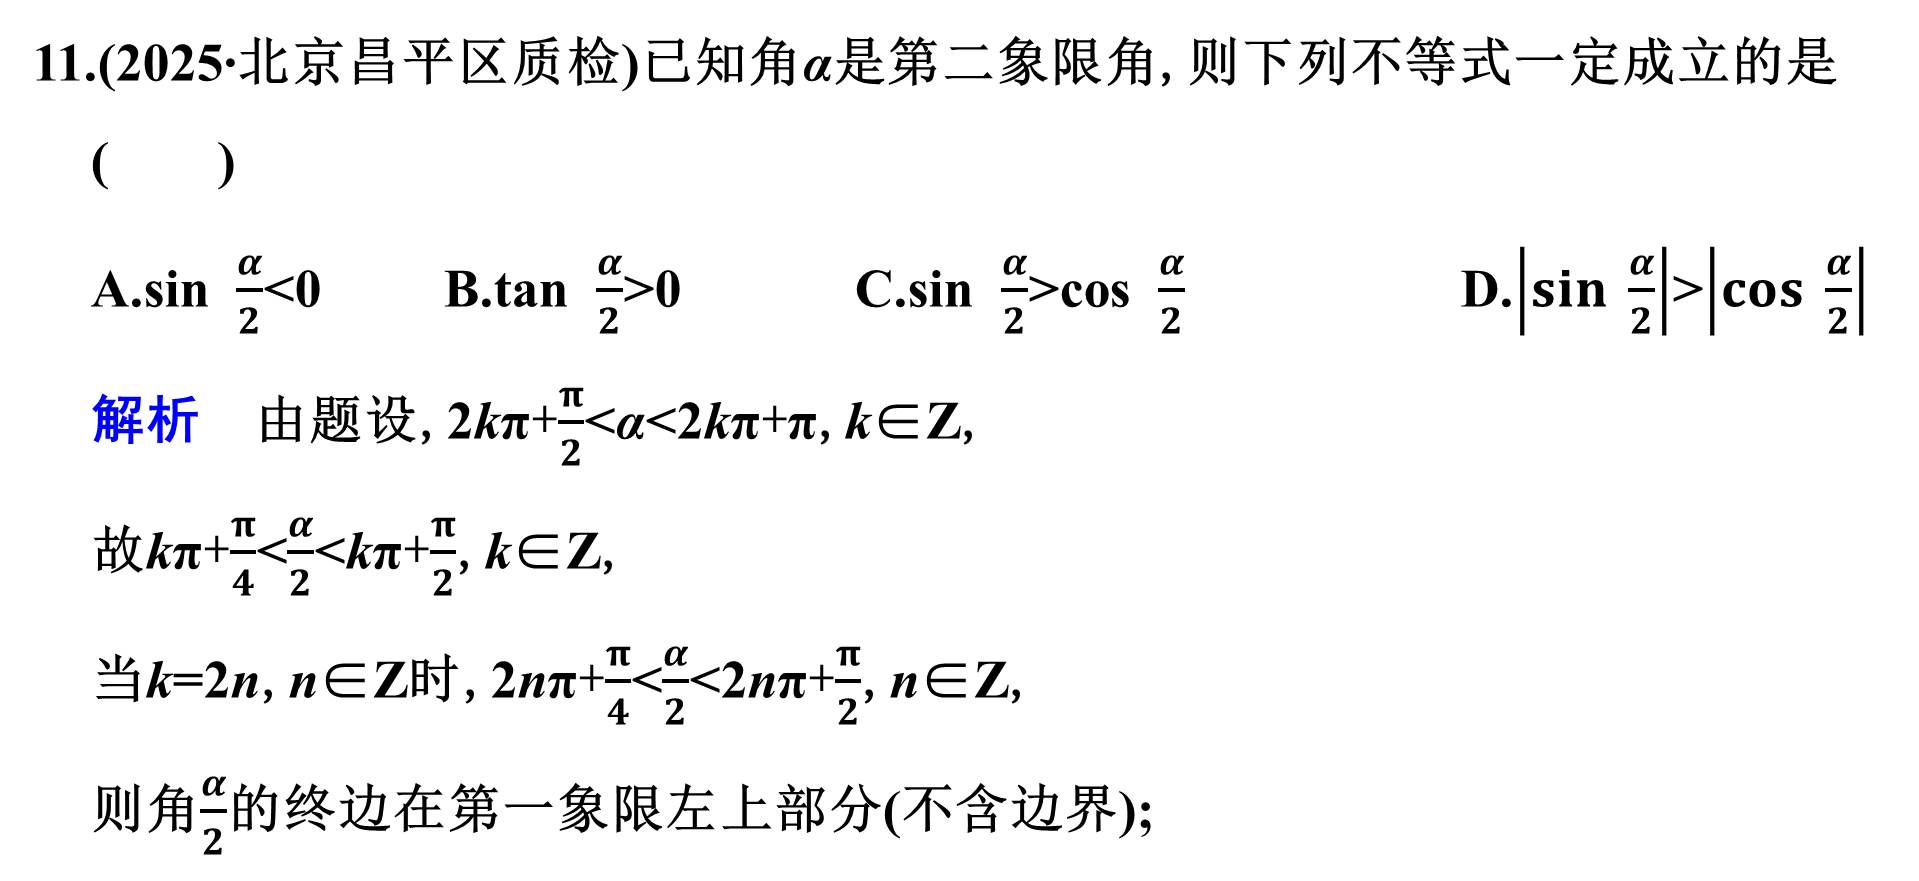 11.(2025·北京昌平区质检)已知角α是第二象限角, 则下列不等式一定成立的是
(  )
A.sin α/2<0 B.tan α/2>0 C.sin α/2>cos α/2 D.|sin α/2|>|cos α/2|
解析 由题设, 2kπ+π/2<α<2kπ+π, k∈Z,
故kπ+π/4<α/2<kπ+π/2, k∈Z,
当k=2n, n∈Z时, 2nπ+π/4<α/2<2nπ+π/2, n∈Z,
则角α/2的终边在第一象限左上部分(不含边界);